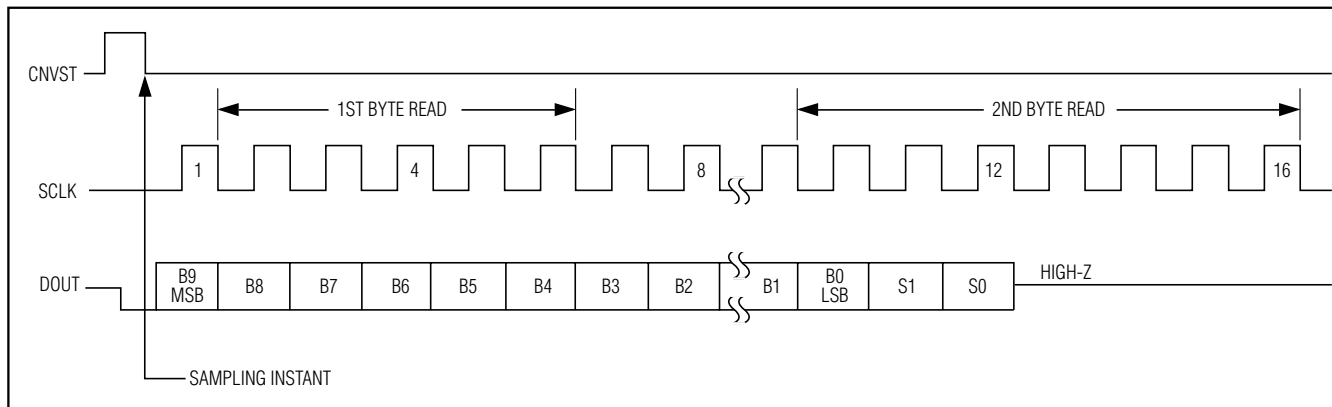 CNVST
1ST BYTE READ
2ND BYTE READ
1
4
8
12
16
SCLK
DOUT
B9
MSB
B8
B7
B6
B5
B4
B3
B2
B1
B0
LSB
S1
S0
HIGH-Z
SAMPLING INSTANT